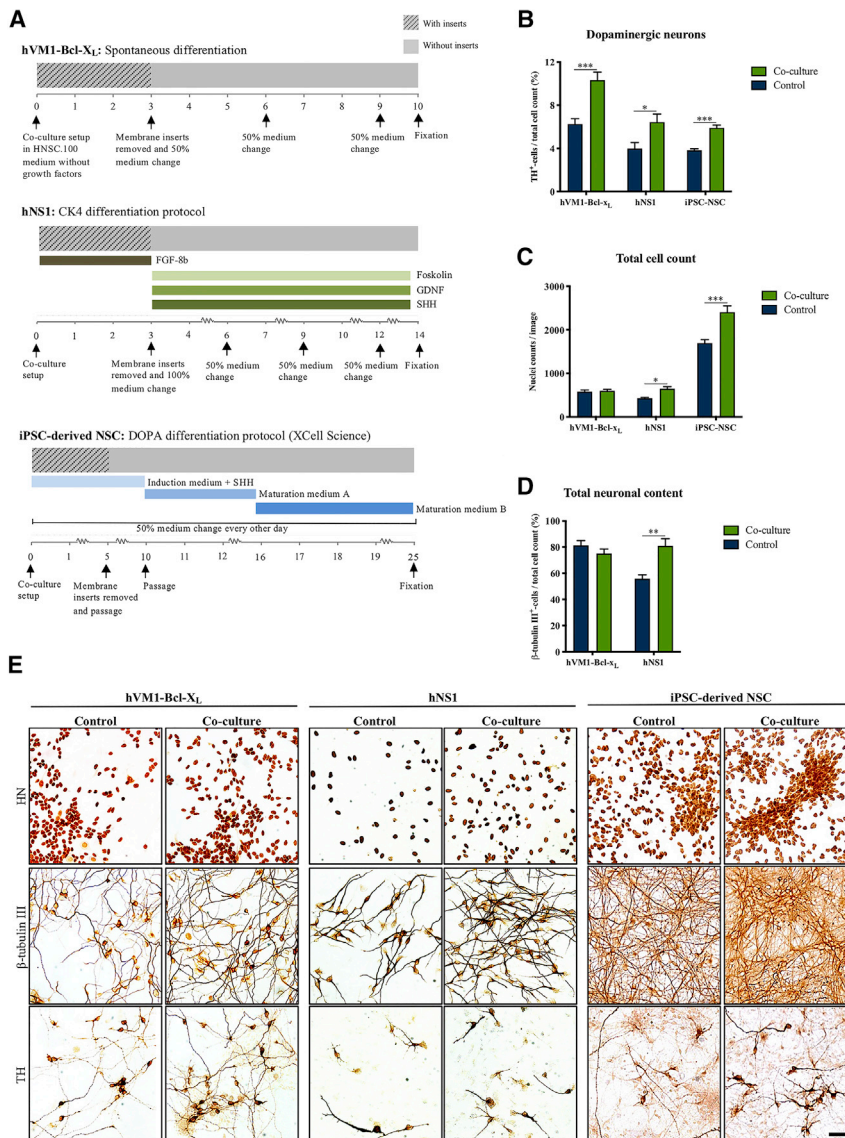 A
With inserts
Without inserts
hVM1-Bcl-XL: Spontaneous differentiation
0 3 4 5 6 7 8 9 10
Co-culture setup
in HNSC.100
medium without
growth factors
Membrane inserts
removed and 50%
medium change
50% medium
change
50% medium
change
Fixation
hNS1: CK4 differentiation protocol
FGF-8b
Foskolin
GDNF
SHH
0 3 4 6 7 9 10 12 14
Co-culture
setup
Membrane inserts
removed and 100%
medium change
50% medium
change
50% medium
change
50% medium
change
Fixation
iPSC-derived NSC: DOPA differentiation protocol (XCell Science)
Induction medium + SHH
Maturation medium A
Maturation medium B
50% medium change every other day
0 1 5 10 15 16 18 19 25
Co-culture
setup
Membrane
inserts removed
and passage
Passage
Fixation
B
Dopaminergic neurons
TH+-cells / total cell count (%)
12
8
4
0
***
*
***
Co-culture
Control
hVM1-Bcl-xL hNS1 iPSC-NSC
C
Total cell count
Nuclei counts / image
3000
2000
1000
0
*
***
Co-culture
Control
hVM1-Bcl-xL hNS1 iPSC-NSC
D
Total neuronal content
β-tubulin III+-cells / total cell count (%)
100
80
60
40
20
0
**
Co-culture
Control
hVM1-Bcl-xL hNS1
E
hVM1-Bcl-XL hNS1 iPSC-derived NSC
Control Co-culture Control Co-culture Control Co-culture
HN
β-tubulin III
TH